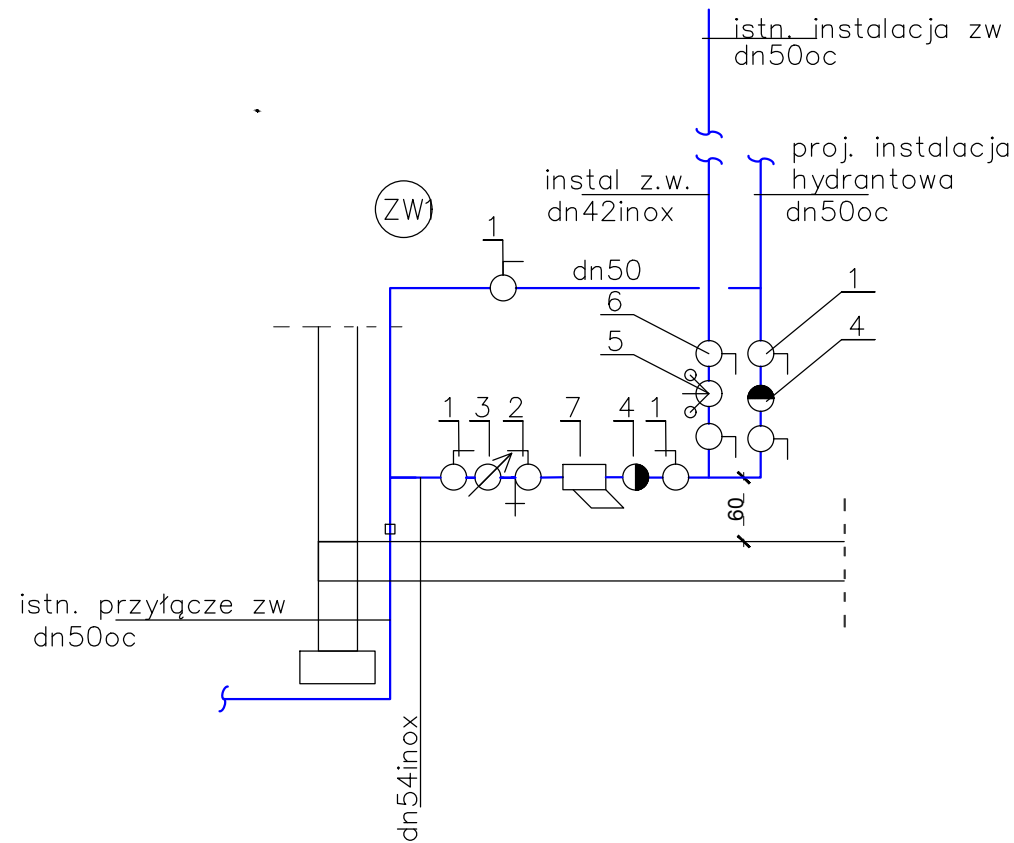 istn. instalacja zw
dn50oc
proj. instalacja
hydrantowa
dn50oc
instal z.w.
dn42inox
ZW1
1
dn50
1
6
4
5
1
3
2
7
4
1
60
istn. przyłącze zw
dn50oc
dn54inox